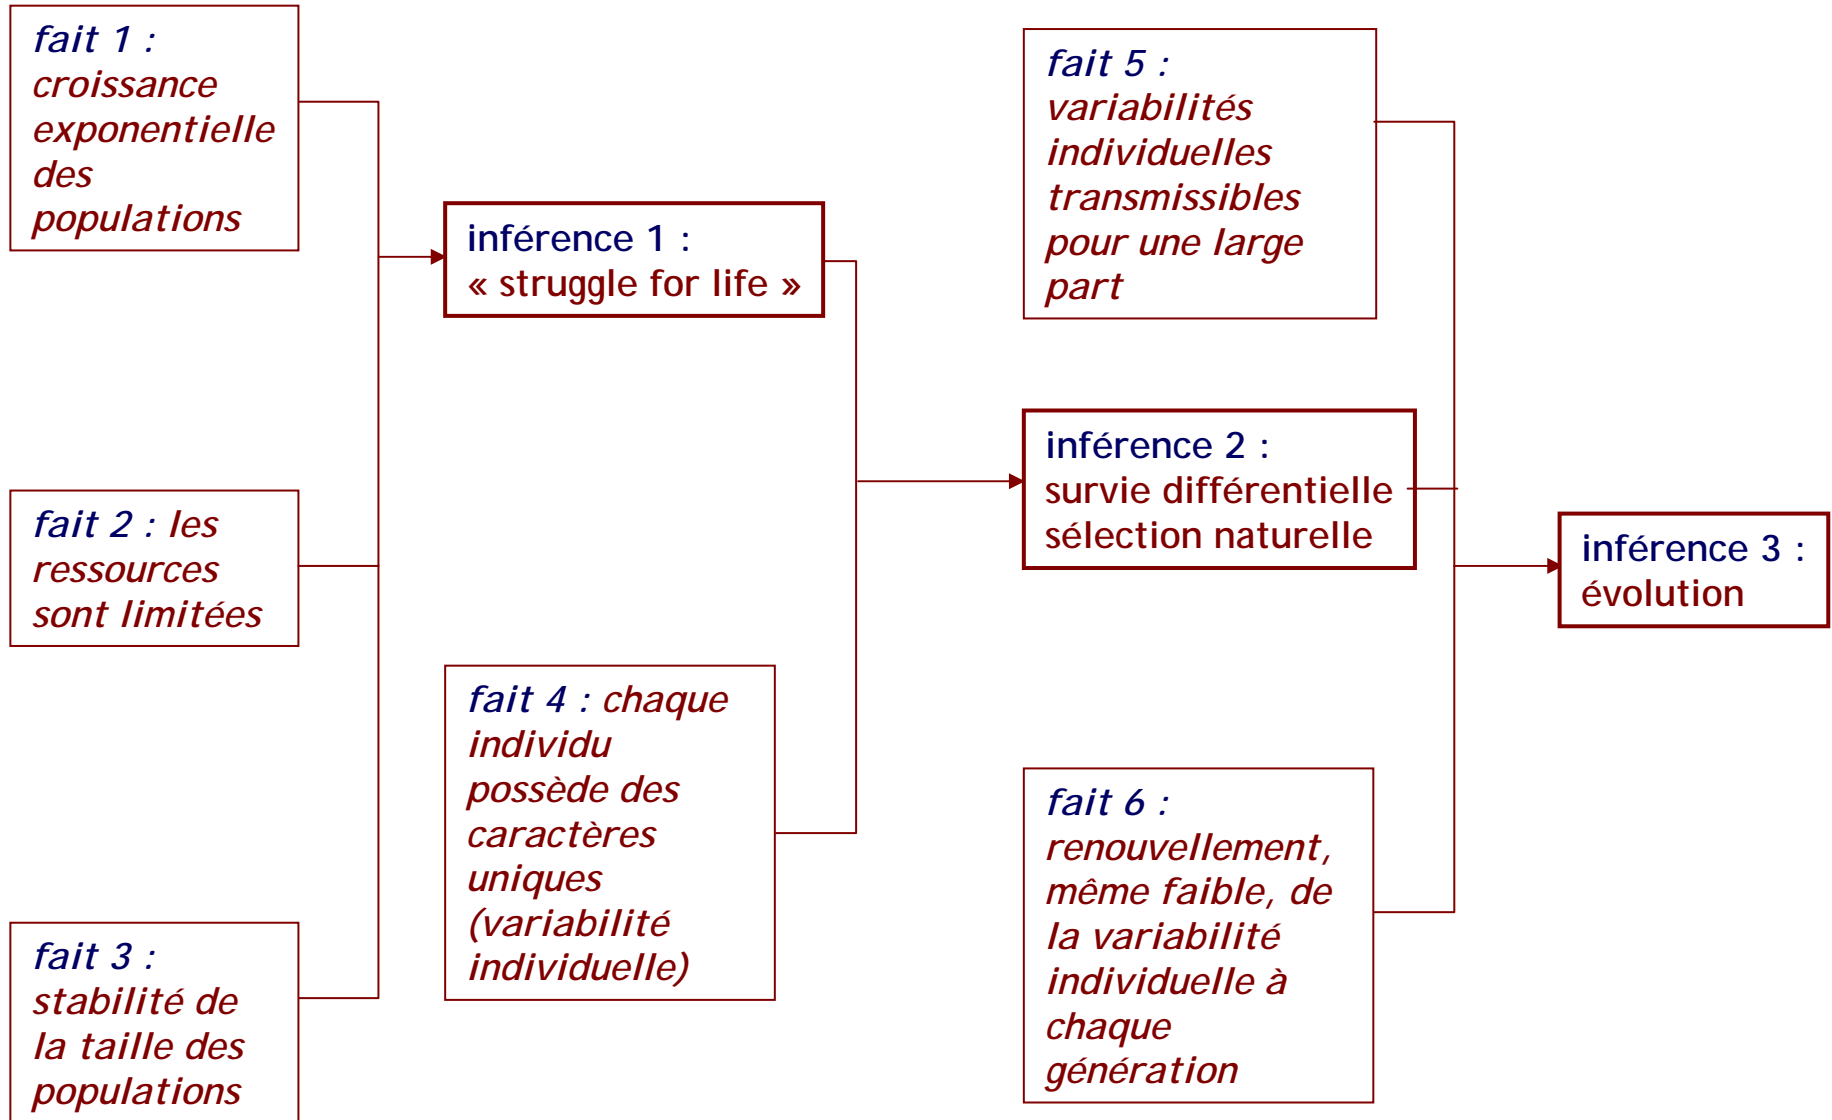 fait 1 :
croissance
exponentielle
des
populations
fait 2 : les
ressources
sont limitées
fait 3 :
stabilité de
la taille des
populations
inférence 1 :
« struggle for life »
fait 4 : chaque
individu
possède des
caractères
uniques
(variabilité
individuelle)
fait 5 :
variabilités
individuelles
transmissibles
pour une large
part
inférence 2 :
survie différentielle
sélection naturelle
fait 6 :
renouvellement,
même faible, de
la variabilité
individuelle à
chaque
génération
inférence 3 :
évolution